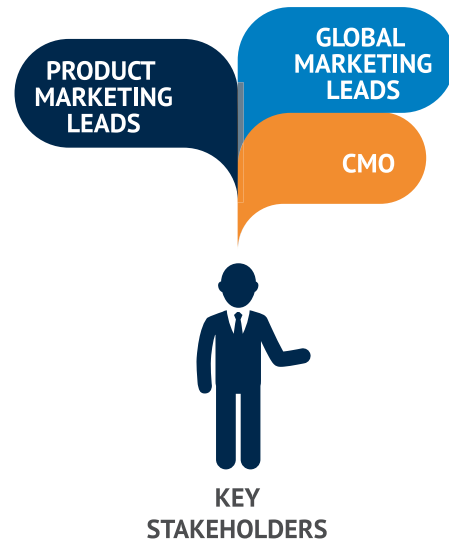 PRODUCT
MARKETING
LEADS
GLOBAL
MARKETING
LEADS
CMO
KEY
STAKEHOLDERS